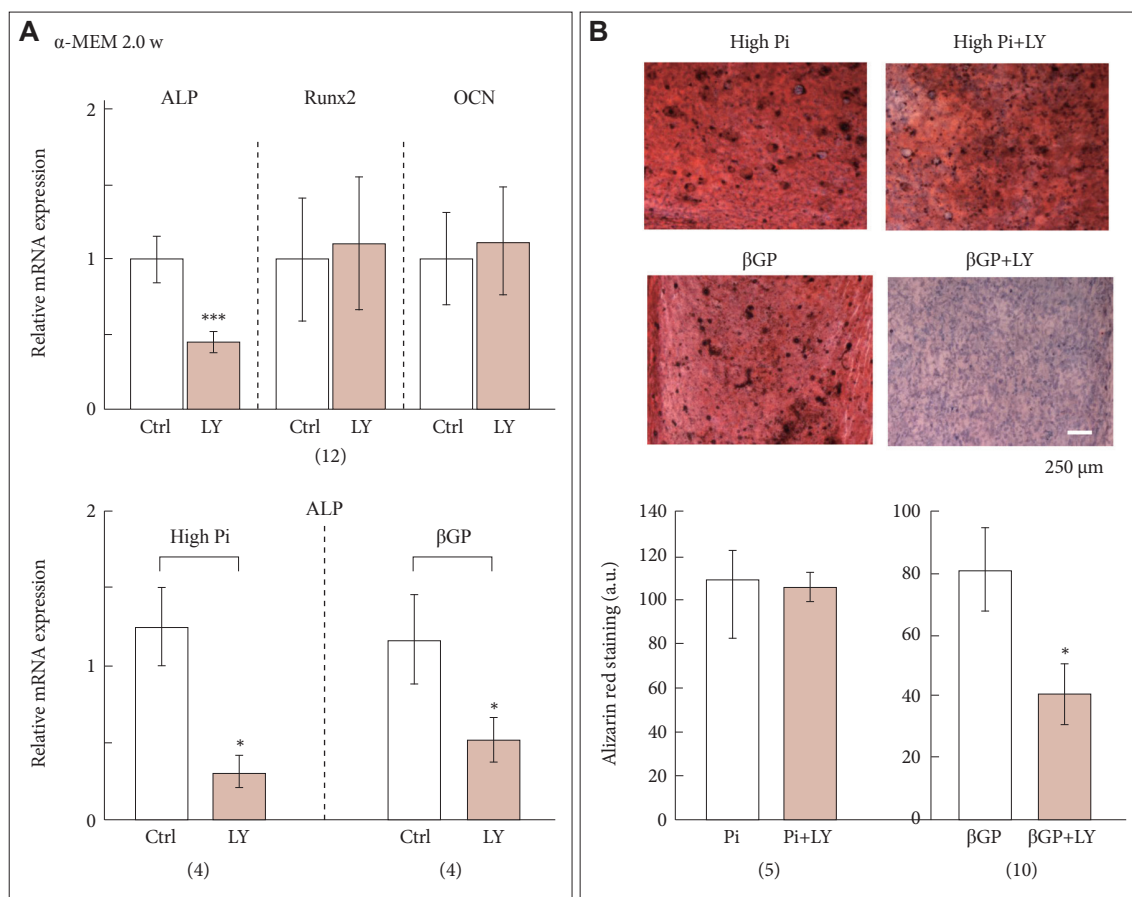 A
α-MEM 2.0 w
ALP
Runx2
OCN
Relative mRNA expression
2
1
0
***
Ctrl
LY
Ctrl
LY
Ctrl
LY
(12)
ALP
High Pi
βGP
Relative mRNA expression
2
1
0
*
*
Ctrl
LY
Ctrl
LY
(4)
(4)
B
High Pi
High Pi+LY
βGP
βGP+LY
250 μm
Alizarin red staining (a.u.)
140
120
100
80
60
40
20
0
Pi
Pi+LY
(5)
100
80
60
40
80
0
*
βGP
βGP+LY
(10)